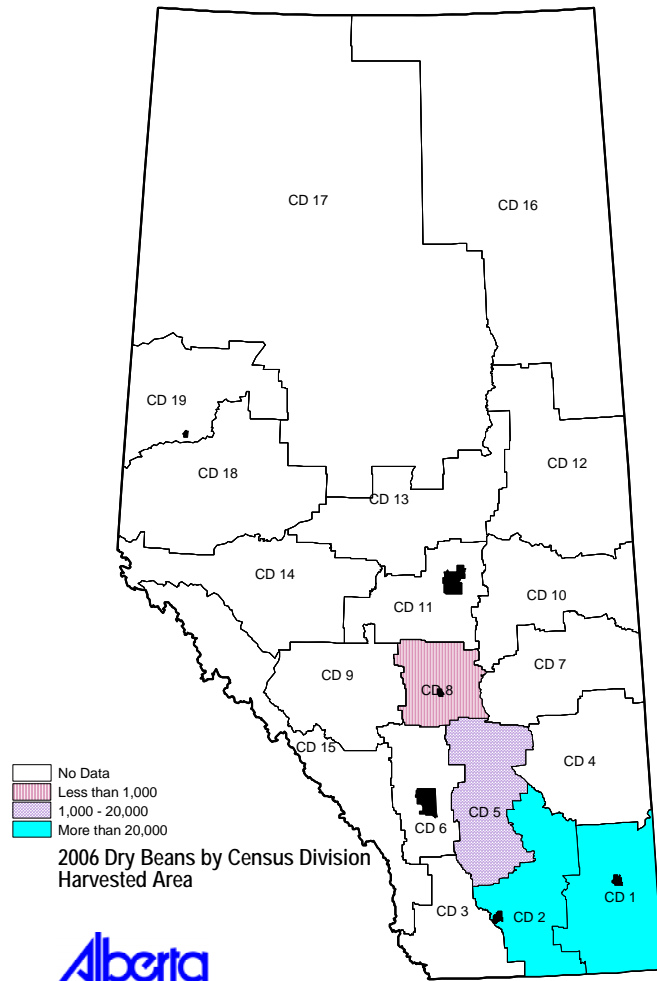 CD 17
CD 16
CD 19
CD 18
CD 12
CD 13
CD 14
CD 11
CD 10
CD 9
CD 8
CD 7
CD 15
CD 4
CD 5
CD 6
CD 3
CD 2
CD 1
No Data
Less than 1,000
1,000 - 20,000
More than 20,000
2006 Dry Beans by Census Division
Harvested Area
Alberta